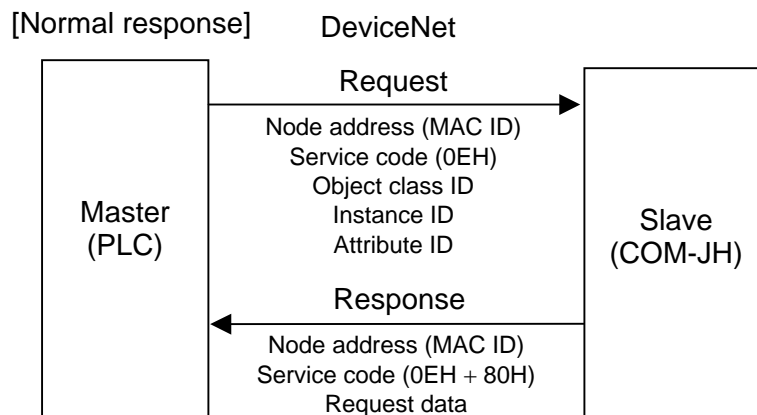 [Normal response]
DeviceNet
Request
Node address (MAC ID)
Service code (0EH)
Object class ID
Instance ID
Attribute ID
Master
(PLC)
Slave
(COM-JH)
Response
Node address (MAC ID)
Service code (0EH + 80H)
Request data